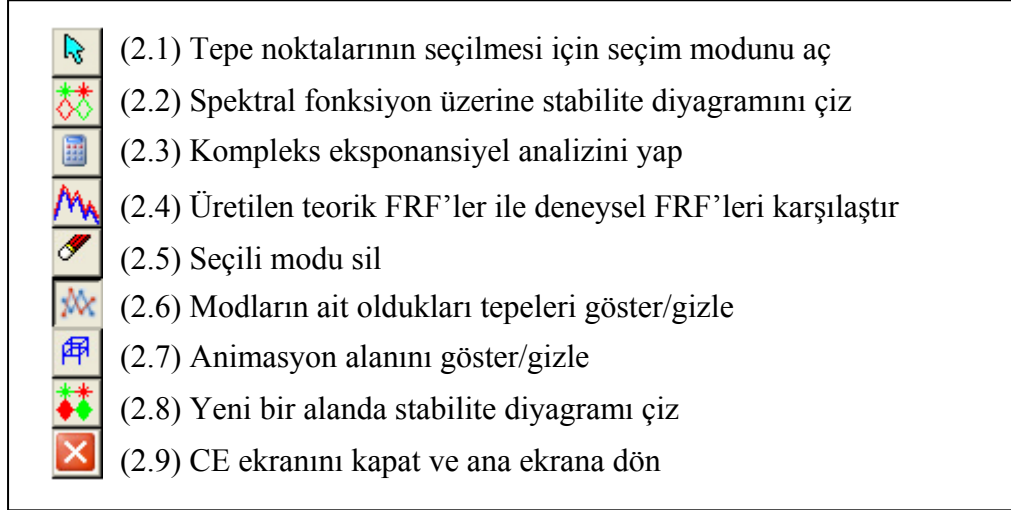 (2.1) Tepe noktalarının seçilmesi için seçim modunu aç
(2.2) Spektral fonksiyon üzerine stabilite diyagramını çiz
(2.3) Kompleks eksponansiyel analizini yap
(2.4) Üretilen teorik FRF’ler ile deneysel FRF’leri karşılaştır
(2.5) Seçili modu sil
(2.6) Modların ait oldukları tepeleri göster/gizle
(2.7) Animasyon alanını göster/gizle
(2.8) Yeni bir alanda stabilite diyagramı çiz
(2.9) CE ekranını kapat ve ana ekrana dön